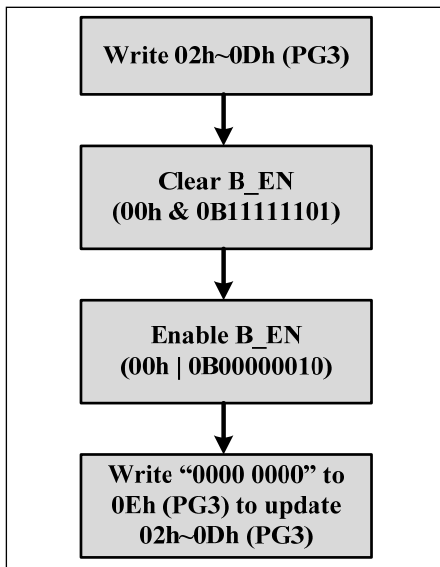 Write 02h~0Dh (PG3)
Clear B_EN
(00h & 0B11111101)
Enable B_EN
(00h | 0B00000010)
Write “0000 0000” to
0Eh (PG3) to update
02h~0Dh (PG3)